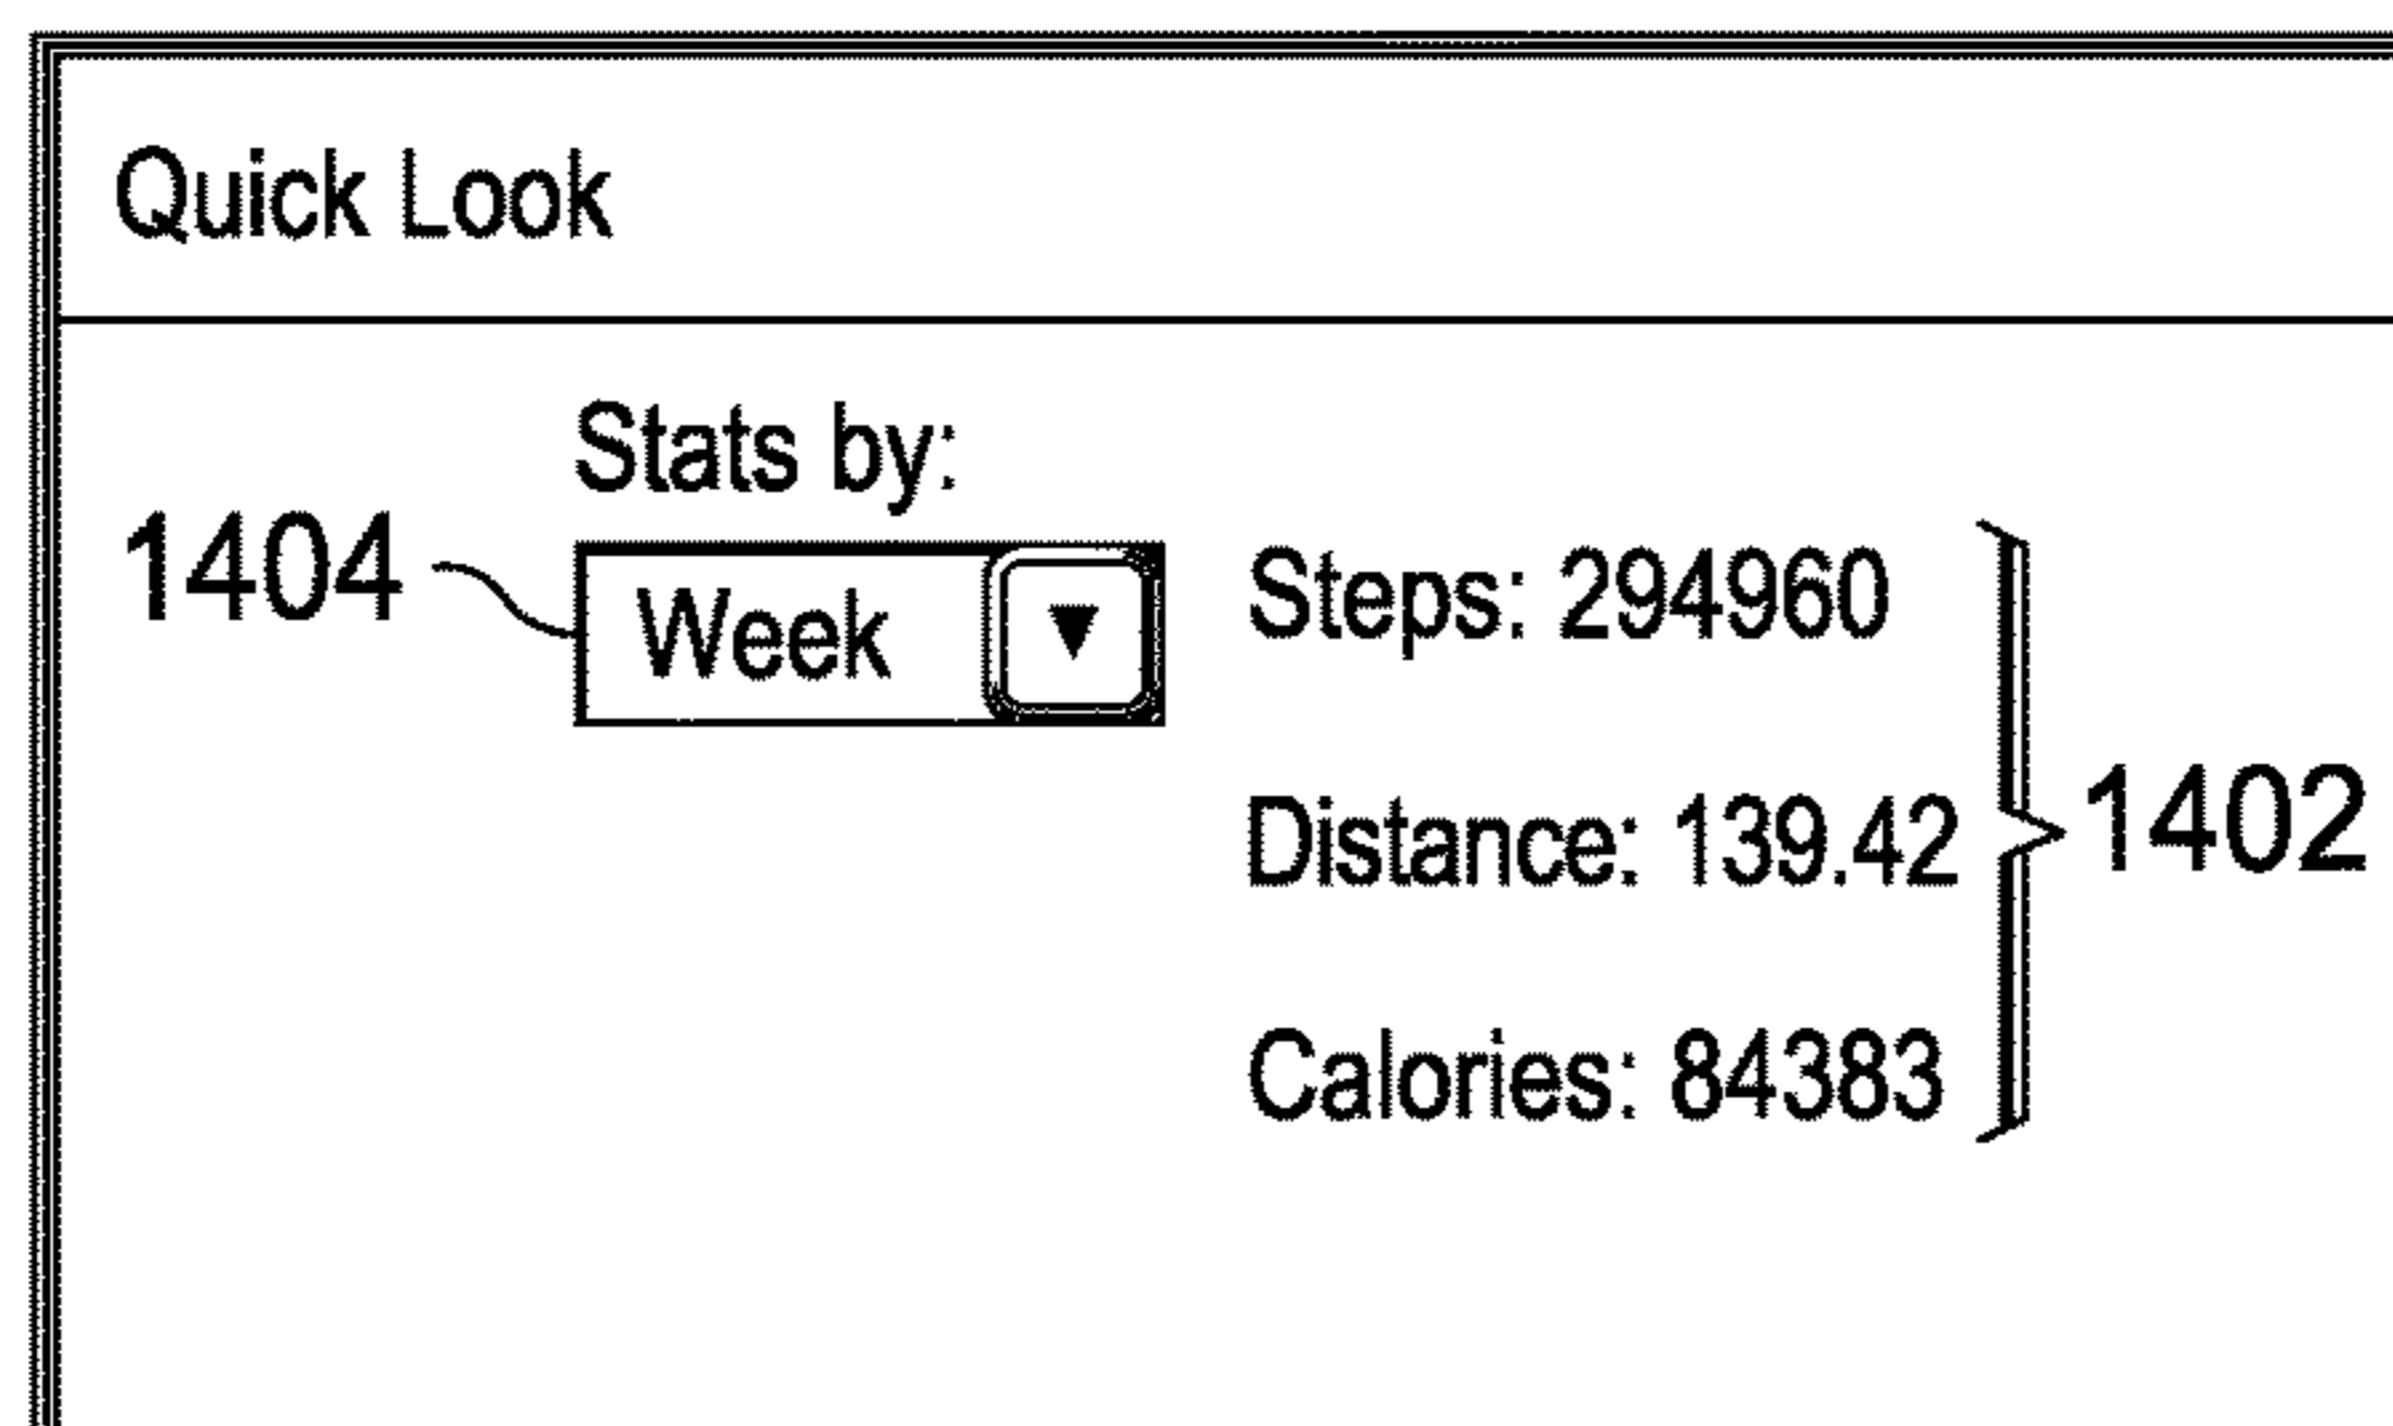 Quick Look
Stats by:
1404
Week
Steps: 294960
Distance: 139.42
1402
Calories: 84383